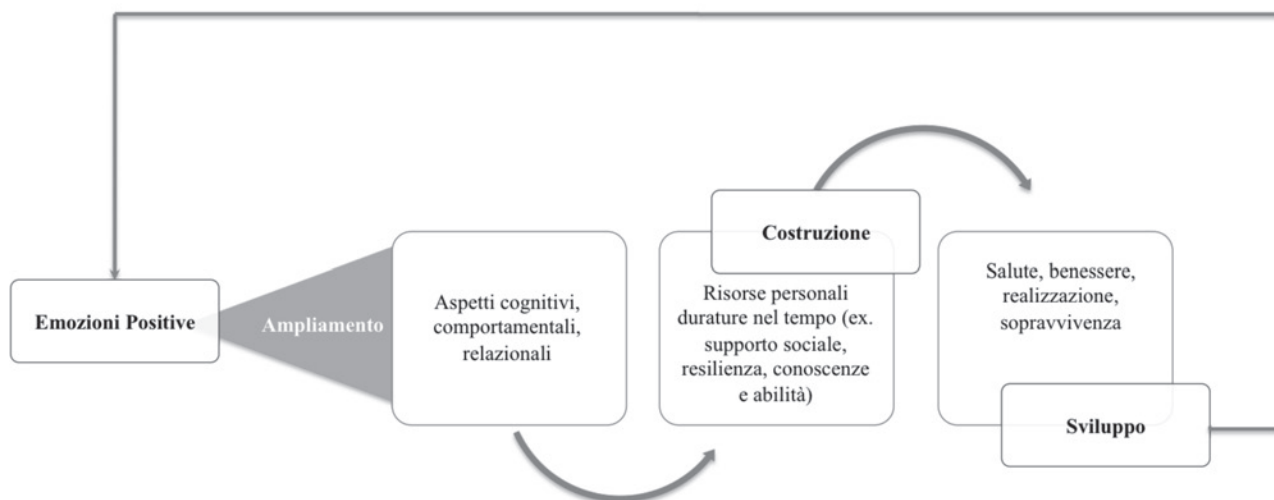 Emozioni Positive
Ampliamento
Aspetti cognitivi,
comportamentali,
relazionali
Costruzione
Risorse personali
durature nel tempo (ex.
supporto sociale,
resilienza, conoscenze
e abilità)
Salute, benessere,
realizzazione,
sopravvivenza
Sviluppo